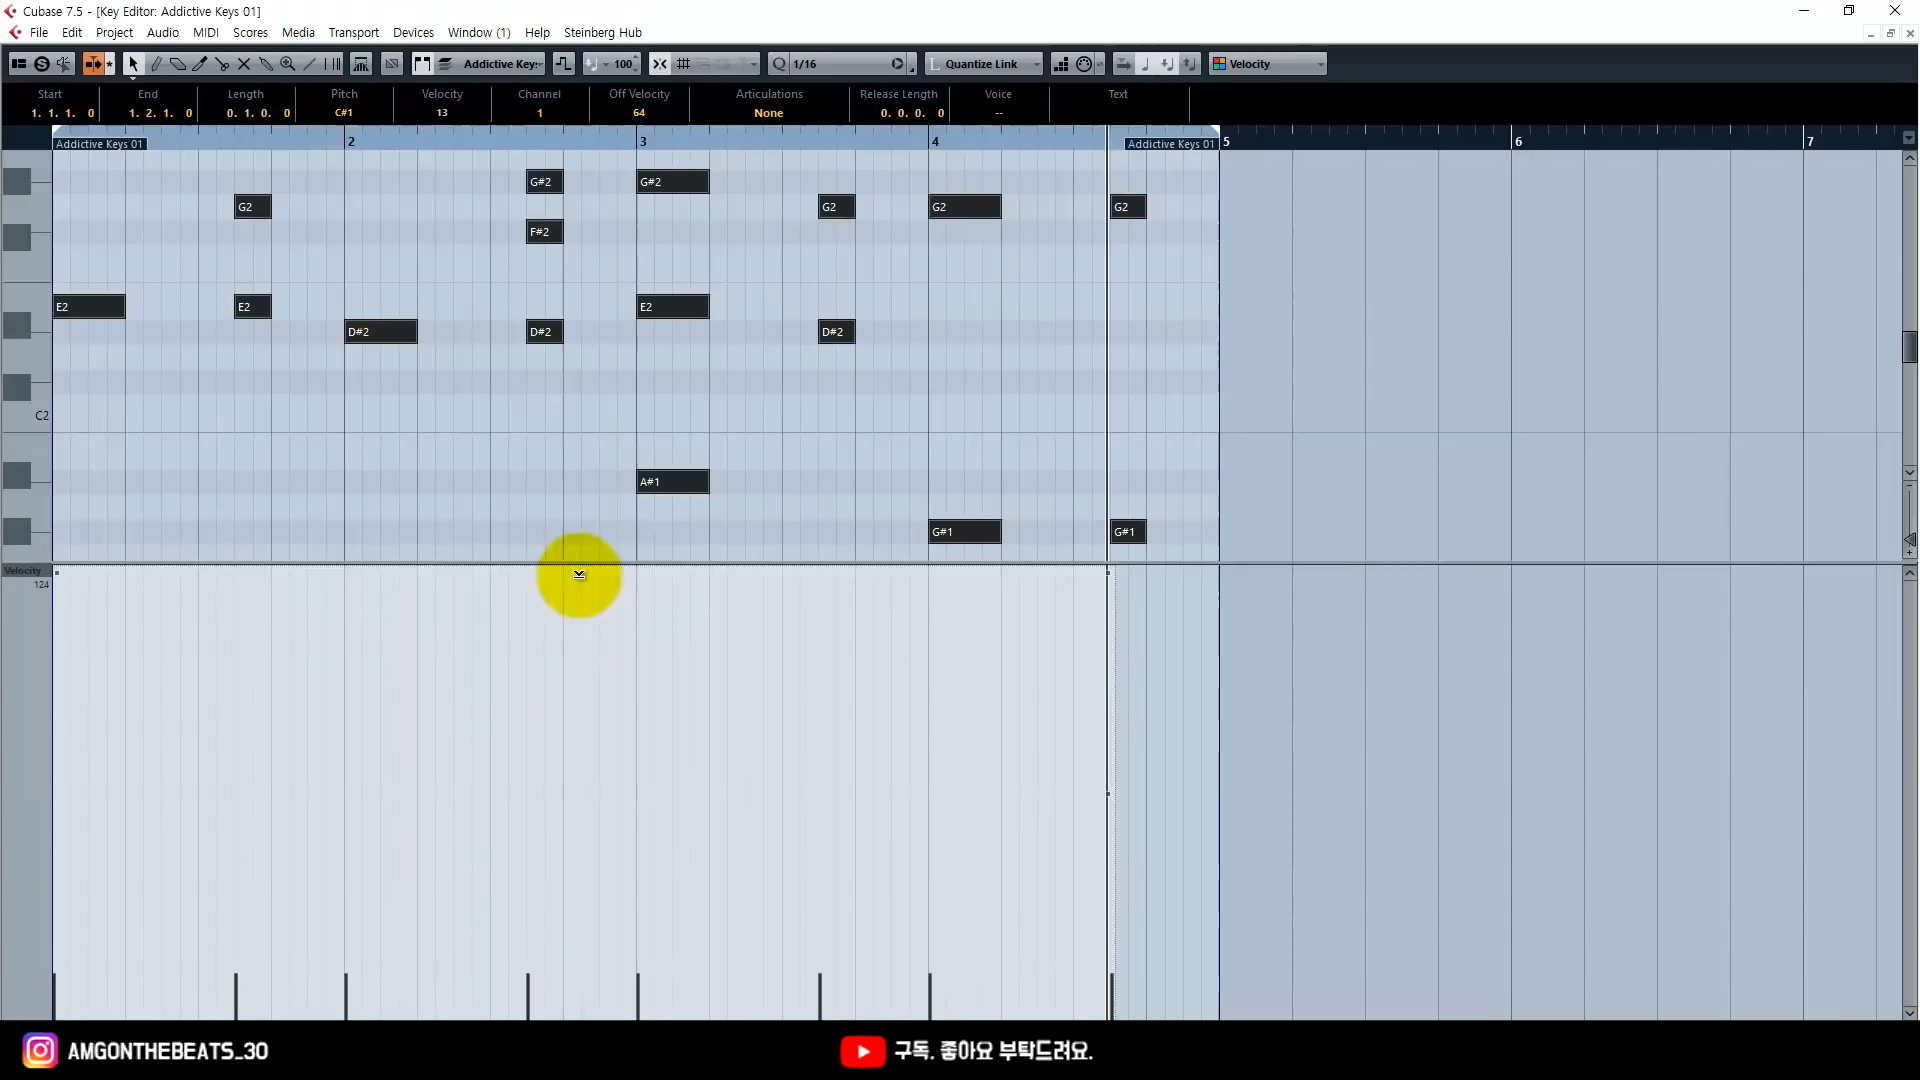 Cubase 7.5 - [Key Editor: Addictive Keys 01]
File Edit Project Audio MIDI Scores Media Transport Devices Window (1) Help Steinberg Hub
Addictive Key: 100 Q 1/16 Quantize Link Velocity
Start End Length Pitch Velocity Channel Off Velocity Articulations Release Length Voice Text
1. 1. 1. 0 1. 2. 1. 0 0. 1. 0. 0 C#1 13 1 64 None 0. 0. 0. 0 --
2 3 4 5 6 7
Addictive Keys 01 Addictive Keys 01
G#2 G#2
G2 G2 G2 G2
F#2
E2 E2 E2
D#2 D#2 D#2
C2
A#1
G#1 G#1
Velocity
124
AMGONTHEBEATS_30 구독. 좋아요 부탁드려요.